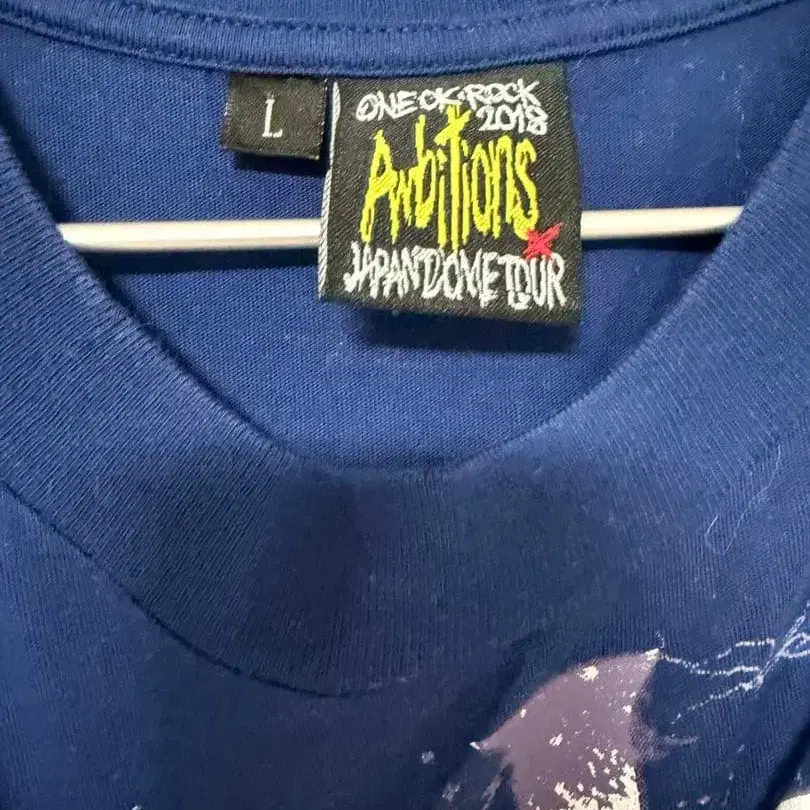 L
ONE OK ROCK
2018
Ambitions
JAPAN DOME TOUR